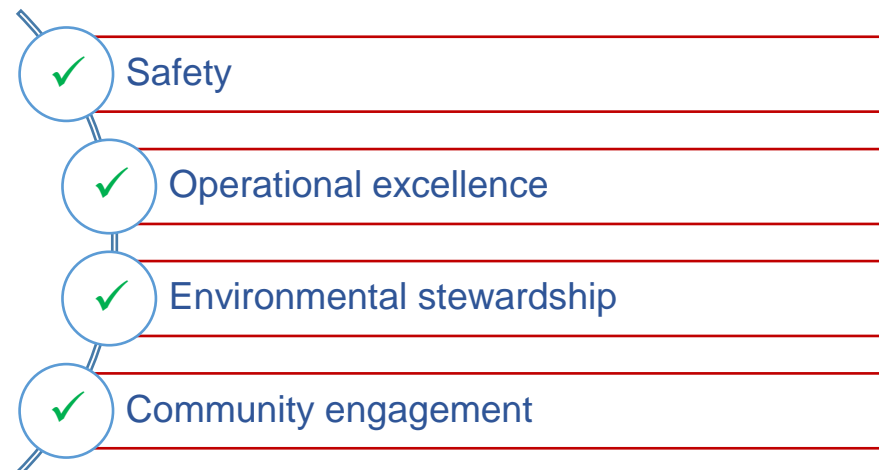 Safety
Operational excellence
Environmental stewardship
Community engagement